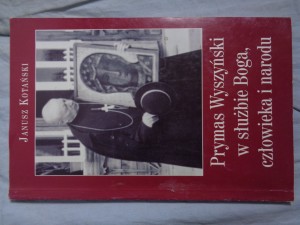 JANUSZ KOTAŃSKI
Prymas Wyszyński
w służbie Boga,
człowieka i narodu